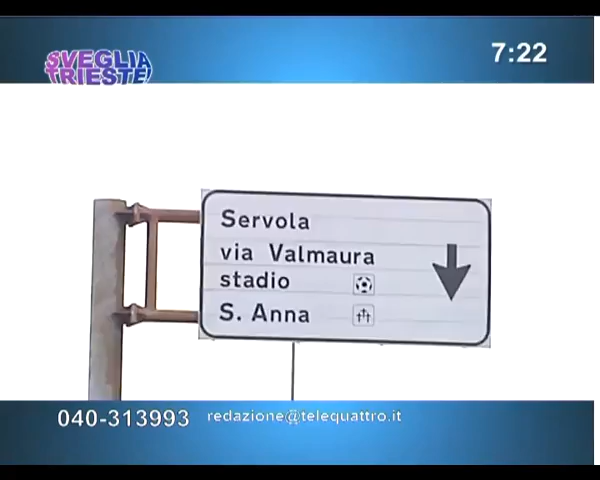 SVEGLIA
TRIESTE!
7:22
Servola
via Valmaura
stadio
S. Anna
040-313993
redazione@telequattro.it